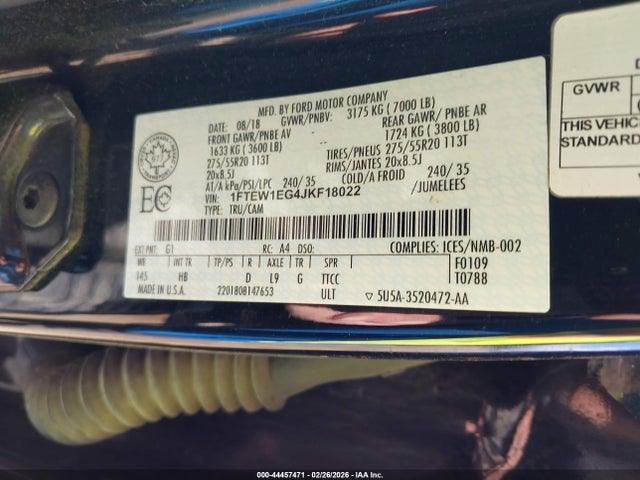 MFD. BY FORD MOTOR COMPANY
DATE: 08/18 GVWR/PNBV: 3175 KG ( 7000 LB)
FRONT GAWR/PNBE AV REAR GAWR/ PNBE AR
1633 KG ( 3600 LB) 1724 KG ( 3800 LB)
275/55R20 113T TIRES/PNEUS 275/55R20 113T
20x8.5J RIMS/JANTES 20x8.5J
AT/A kPa/PSI/LPC 240/ 35 COLD/A FROID 240/ 35
VIN: 1FTEW1EG4JKF18022 /JUMELEES
TYPE: TRU/CAM
EC
EXT PNT: G1 RC: A4 DSO: COMPLIES: ICES/NMB-002
WB INT TR TP/PS R AXLE TR SPR F0109
145 HB D L9 G TTCC T0788
MADE IN U.S.A. 2201808147653 ULT 5U5A-3520472-AA
GVWR
THIS VEHIC
STANDARD
000-44457471 | 02/26/2026 | IAA Inc.